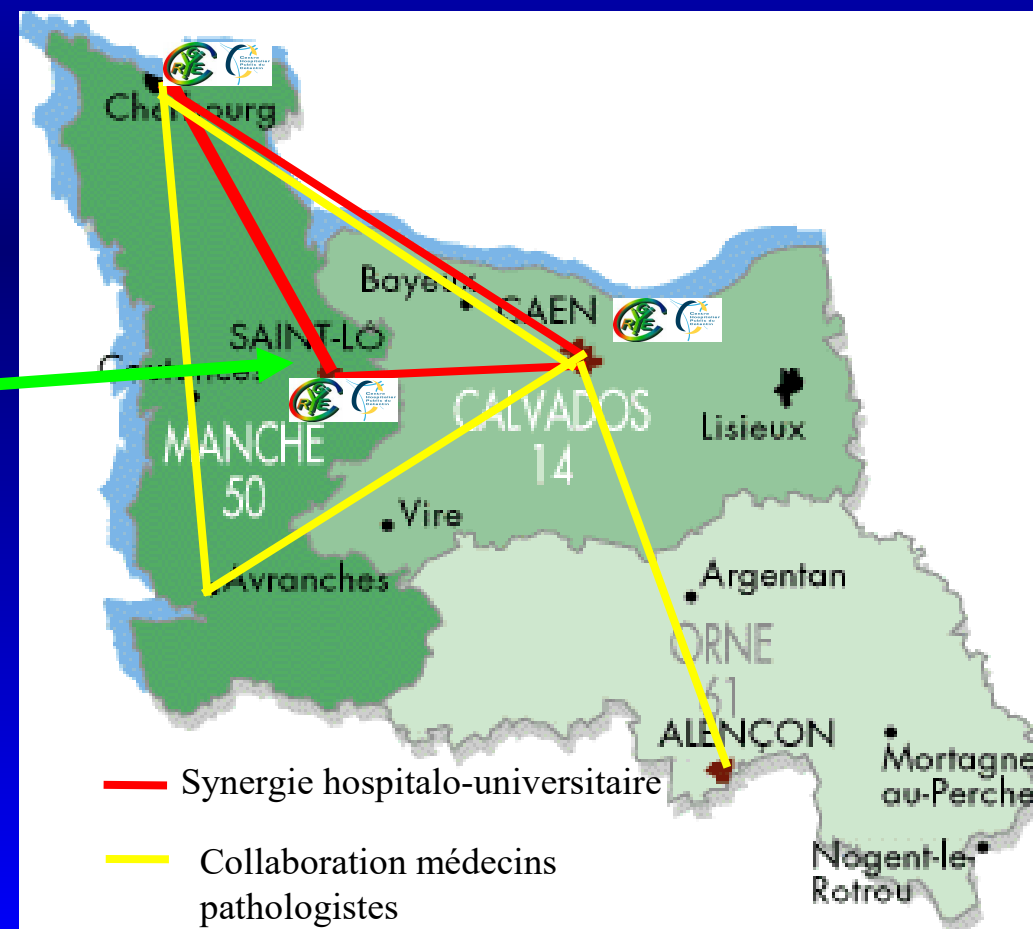 Cherbourg
Bayeux
CAEN
SAINT-LÔ
Coutances
CALVADOS
14
Lisieux
MANCHE
50
Vire
Avranches
Argentan
ORNE
61
ALENÇON
Mortagne
au-Perche
Nogent-le-
Rotrou
Synergie hospitalo-universitaire
Collaboration médecins
pathologistes